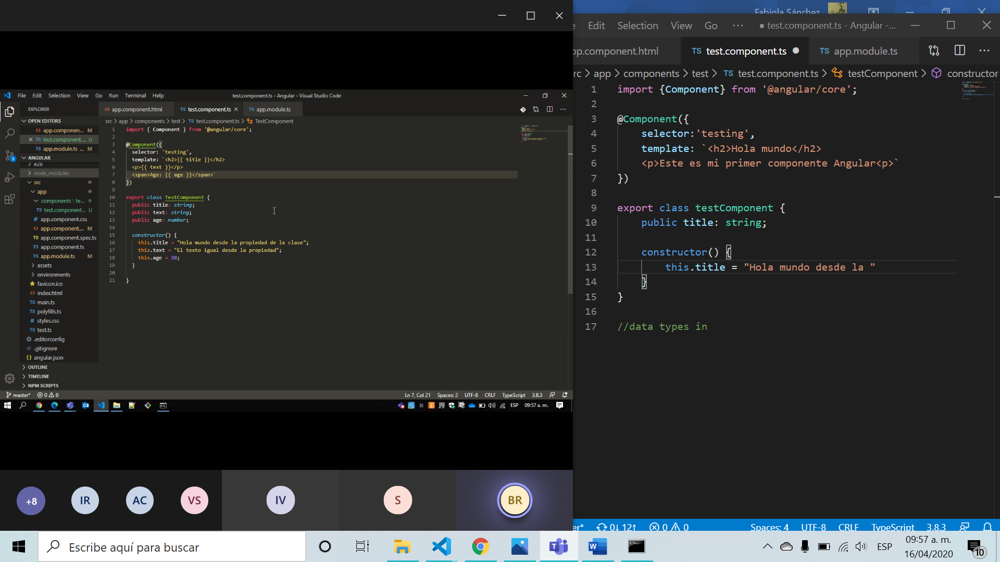 File Edit Selection View Go Run Terminal Help
test.component.ts - Angular - Visual Studio Code
EXPLORER
OPEN EDITORS
app.componen... M
test.component.... U
app.module.ts ... M
ANGULAR
e2e
node_modules
src
app
components \ te...
test.component... U
app.component.css
app.component.... M
app.component.spec.ts
app.component.ts
app.module.ts M
assets
environments
favicon.ico
index.html
main.ts
polyfills.ts
styles.css
test.ts
.editorconfig
.gitignore
angular.json
OUTLINE
TIMELINE
NPM SCRIPTS
app.component.html
TS test.component.ts
TS app.module.ts
src > app > components > test > TS test.component.ts > TestComponent
1 import { Component } from '@angular/core';
2
3 @Component({
4 selector: 'testing',
5 template: `<h2>{{ title }}</h2>
6 <p>{{ text }}</p>
7 <span>Age: {{ age }}</span>`
8 })
9
10 export class TestComponent {
11 public title: string;
12 public text: string;
13 public age: number;
14
15 constructor() {
16 this.title = "Hola mundo desde la propiedad de la clase";
17 this.text = "El texto igual desde la propiedad";
18 this.age = 20;
19 }
20
21 }
master* 0 0
Ln 7, Col 21 Spaces: 2 UTF-8 CRLF TypeScript 3.8.3
ESP 09:57 a. m.
+8
IR
AC
VS
IV
S
BR
Fabiola Sánchez
Edit Selection View Go ··· ● test.component.ts - Angular -...
pp.component.html
TS test.component.ts
TS app.module.ts
rc > app > components > test > TS test.component.ts > testComponent > constructor
1 import {Component} from '@angular/core';
2
3 @Component({
4 selector:'testing',
5 template: `<h2>Hola mundo</h2>
6 <p>Este es mi primer componente Angular<p>`
7 })
8
9 export class testComponent {
10 public title: string;
11
12 constructor() {
13 this.title = "Hola mundo desde la "
14 }
15 }
16
17 //data types in
er* 0↓ 12↑ 0 0
Spaces: 4 UTF-8 CRLF TypeScript 3.8.3
Escribe aquí para buscar
ESP
09:57 a. m.
16/04/2020
10